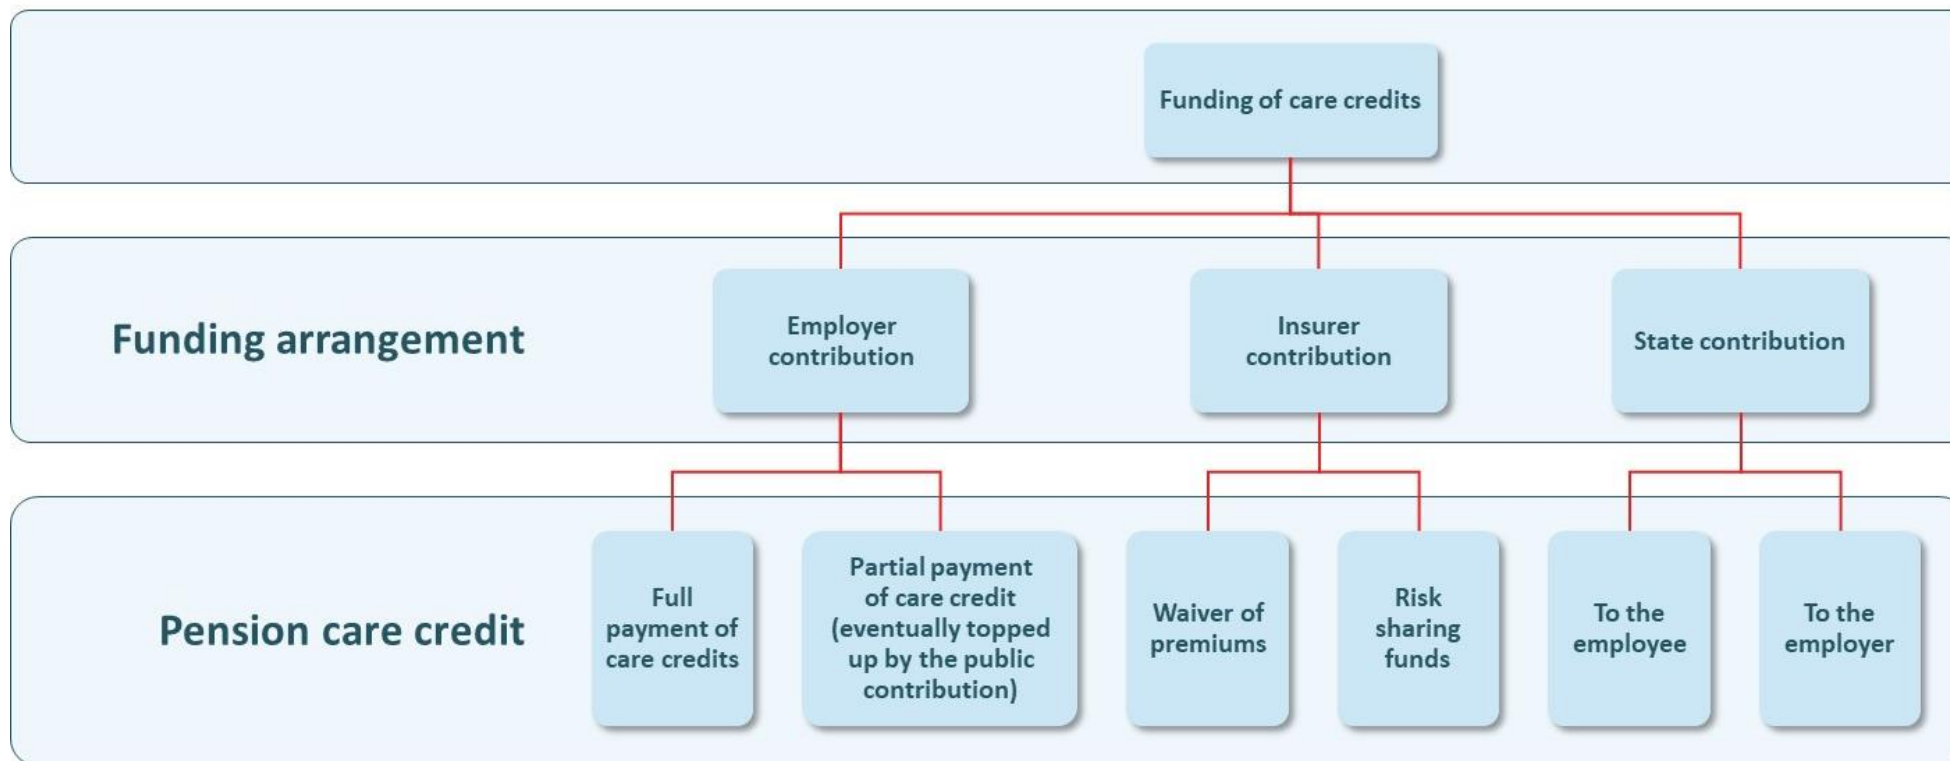 Funding of care credits
Funding arrangement
Employer
contribution
Insurer
contribution
State contribution
Pension care credit
Full
payment of
care credits
Partial payment
of care credit
(eventually topped
up by the public
contribution)
Waiver of
premiums
Risk
sharing
funds
To the
employee
To the
employer